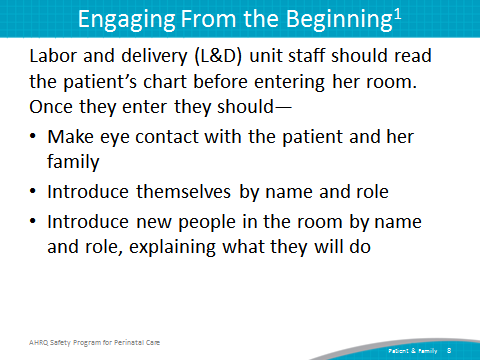 Engaging From the Beginning¹
Labor and delivery (L&D) unit staff should read
the patient’s chart before entering her room.
Once they enter they should—
• Make eye contact with the patient and her
family
• Introduce themselves by name and role
• Introduce new people in the room by name
and role, explaining what they will do
AHRQ Safety Program for Perinatal Care
Patient & Family 8